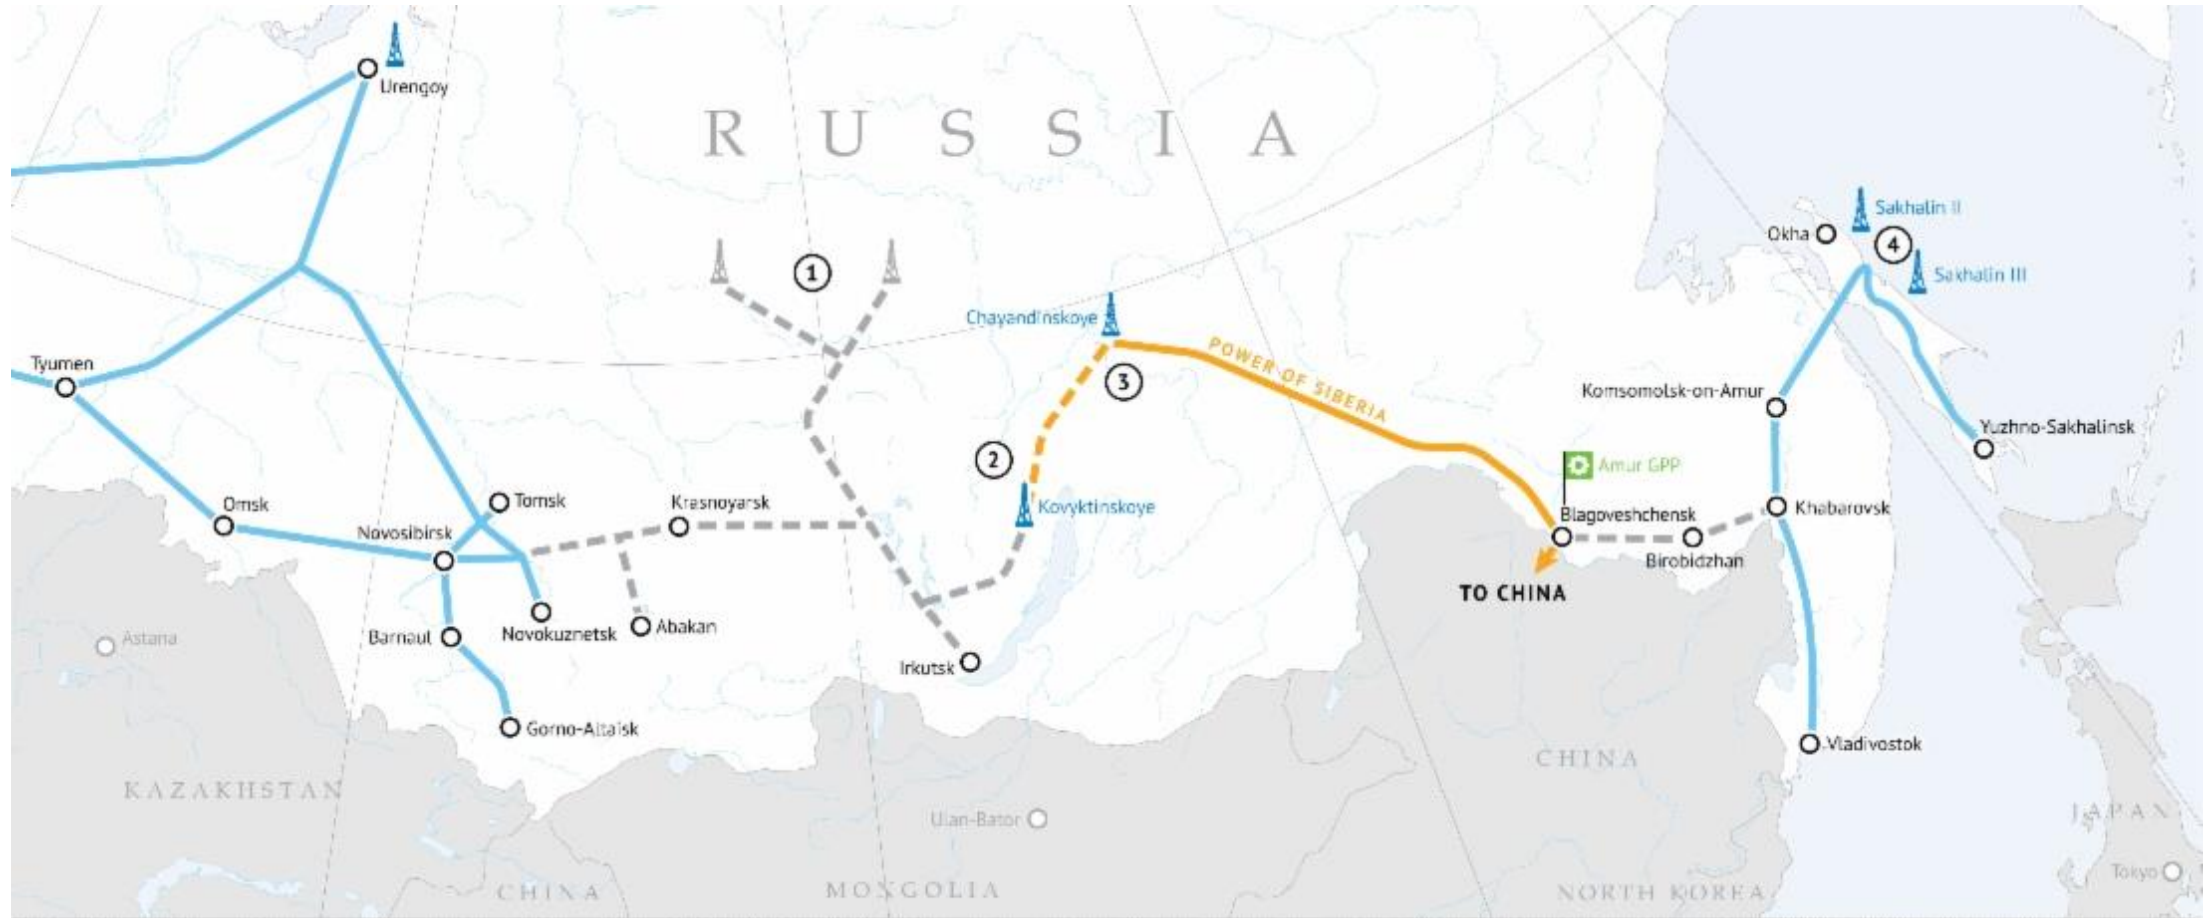 Urengoy
RUSSIA
Sakhalin II
Okha
4
Sakhalin III
1
Chayandinskoye
POWER OF SIBERIA
Tyumen
3
Komsomolsk-on-Amur
Yuzhno-Sakhalinsk
2
Amur GPP
Omsk
Tomsk
Krasnoyarsk
Kovyktinskoye
Blagoveshchensk
Khabarovsk
Novosibirsk
Birobidzhan
TO CHINA
Astana
Barnaul
Novokuznetsk
Abakan
Irkutsk
Gorno-Altaisk
Vladivostok
CHINA
KAZAKHSTAN
Ulan-Bator
JAPAN
Tokyo
CHINA
MONGOLIA
NORTH KOREA